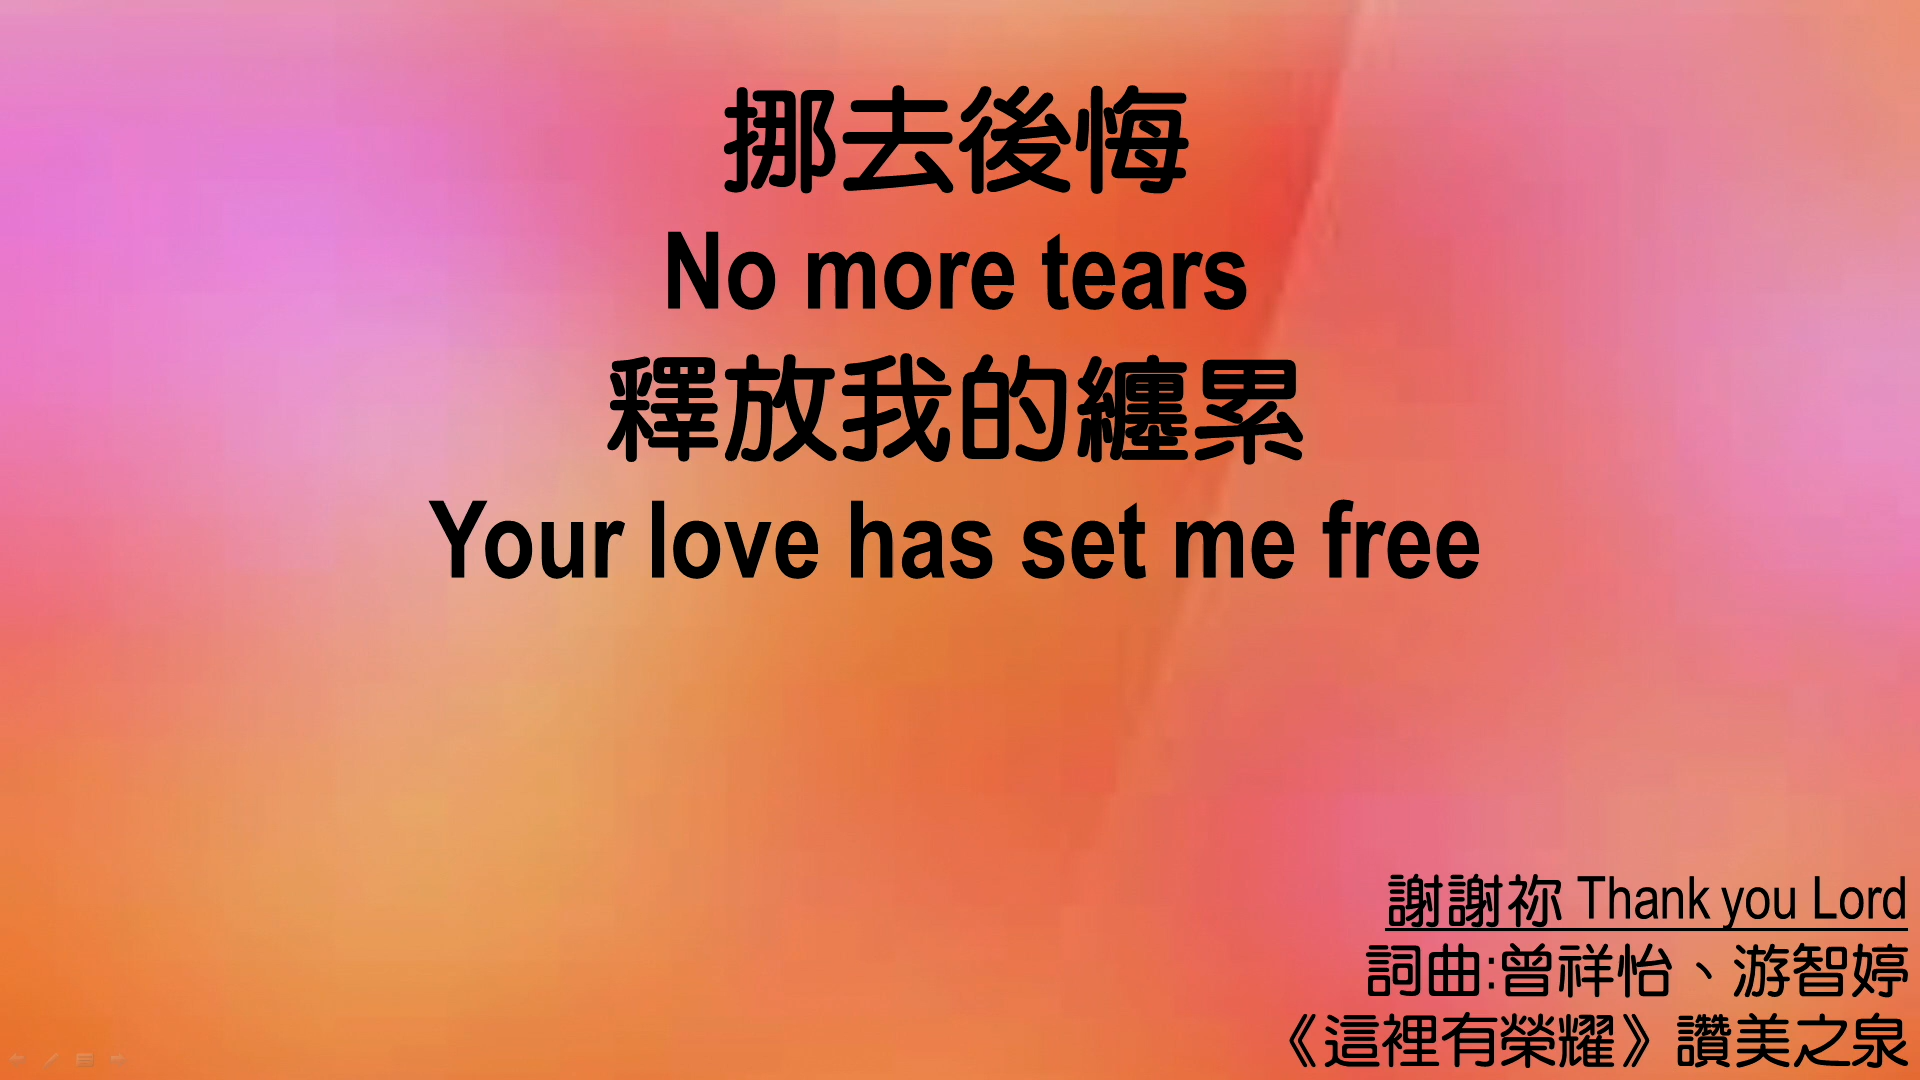 挪去後悔
No more tears
釋放我的纏累
Your love has set me free
謝謝祢 Thank you Lord
詞曲:曾祥怡、游智婷
《這裡有榮耀》讚美之泉